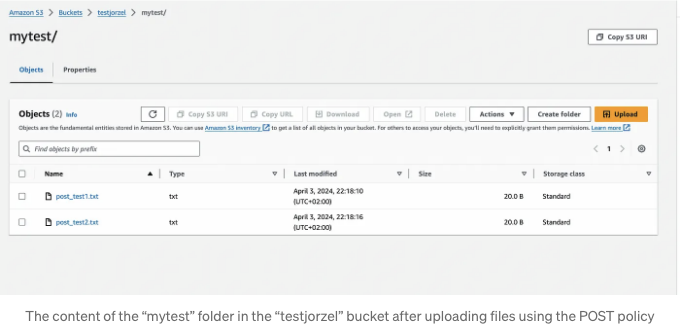 Amazon S3 > Buckets > testjorzel > mytest/
mytest/
Copy S3 URI
Objects Properties
Objects (2) Info
Copy S3 URI Copy URL Download Open Delete Actions ▼ Create folder Upload
Objects are the fundamental entities stored in Amazon S3. You can use Amazon S3 inventory to get a list of all objects in your bucket. For others to access your objects, you'll need to explicitly grant them permissions. Learn more
Find objects by prefix
< 1 >
Name ▲ Type ▼ Last modified ▼ Size ▼ Storage class ▼
post_test1.txt txt April 3, 2024, 22:18:10 (UTC+02:00) 20.0 B Standard
post_test2.txt txt April 3, 2024, 22:18:16 (UTC+02:00) 20.0 B Standard
The content of the “mytest” folder in the “testjorzel” bucket after uploading files using the POST policy